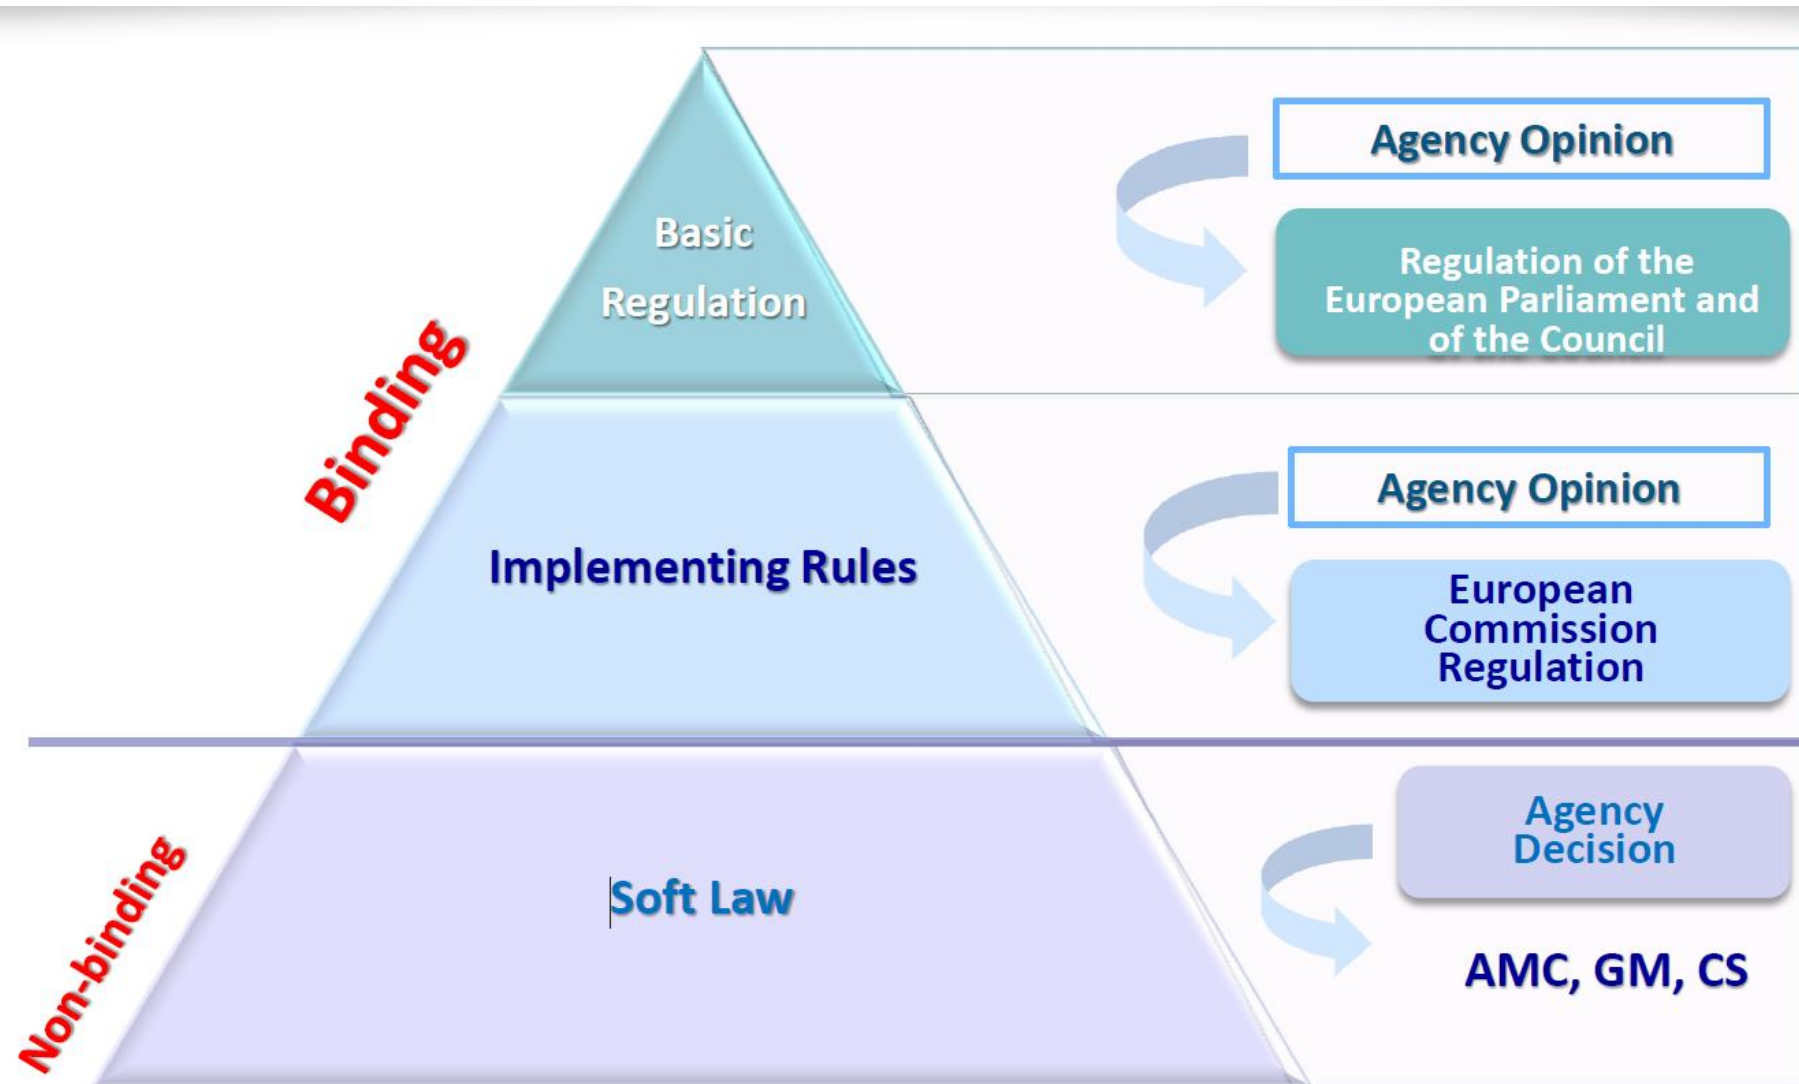 Agency Opinion
Basic
Regulation
Regulation of the
European Parliament and
of the Council
Binding
Agency Opinion
Implementing Rules
European
Commission
Regulation
Agency
Decision
Soft Law
Non-binding
AMC, GM, CS